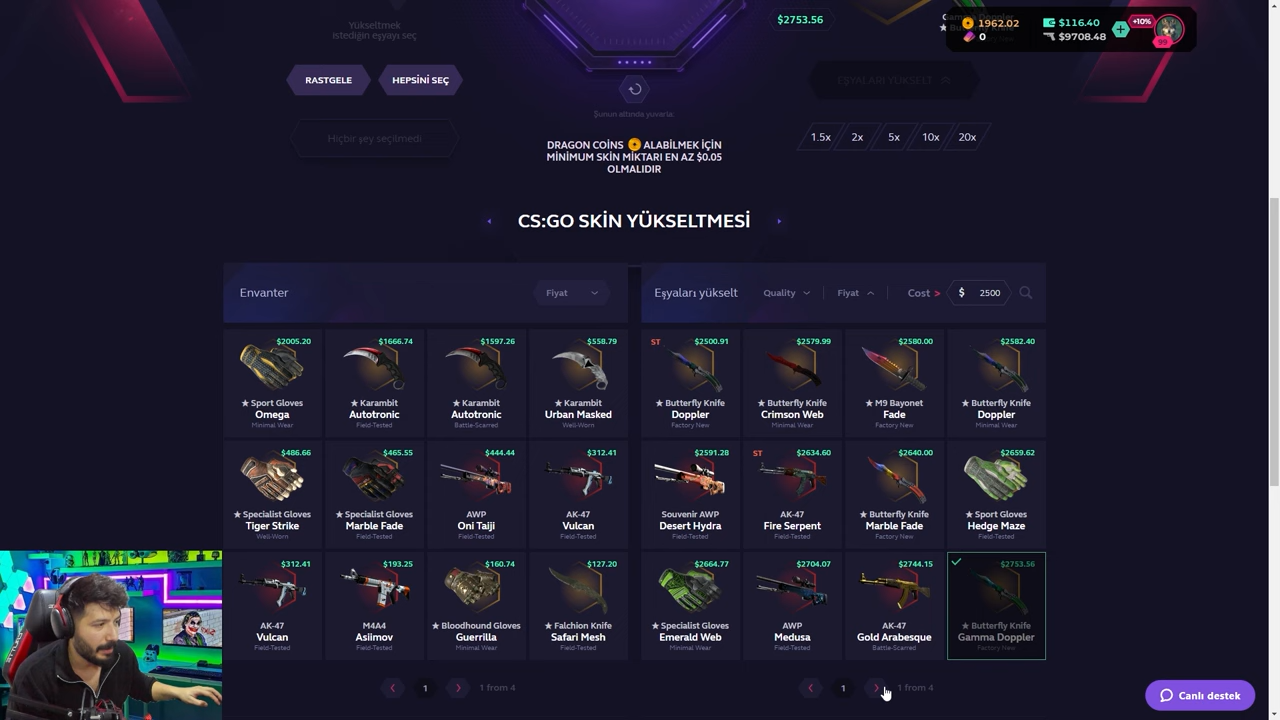 Yükseltmek
istediğin eşyayı seç
$2753.56
1962.02
0
$116.40
$9708.48
+10%
99
RASTGELE
HEPSİNİ SEÇ
EŞYALARI YÜKSELT
Şunun altında yuvarla:
Hiçbir şey seçilmedi
1.5x
2x
5x
10x
20x
DRAGON COINS ALABİLMEK İÇİN
MİNİMUM SKİN MİKTARI EN AZ $0.05
OLMALIDIR
CS:GO SKİN YÜKSELTMESİ
Envanter
Fiyat
Eşyaları yükselt
Quality
Fiyat
Cost >
$ 2500
$2005.20
★ Sport Gloves
Omega
Minimal Wear
$1666.74
★ Karambit
Autotronic
Field-Tested
$1597.26
★ Karambit
Autotronic
Battle-Scarred
$558.79
★ Karambit
Urban Masked
Well-Worn
ST $2500.91
★ Butterfly Knife
Doppler
Factory New
$2579.99
★ Butterfly Knife
Crimson Web
Minimal Wear
$2580.00
★ M9 Bayonet
Fade
Factory New
$2582.40
★ Butterfly Knife
Doppler
Factory New
$486.66
★ Specialist Gloves
Tiger Strike
Well-Worn
$465.55
★ Specialist Gloves
Marble Fade
Field-Tested
$444.44
AWP
Oni Taiji
Field-Tested
$312.41
AK-47
Vulcan
Field-Tested
$2591.28
Souvenir AWP
Desert Hydra
Field-Tested
ST $2634.60
AK-47
Fire Serpent
Field-Tested
$2640.00
★ Butterfly Knife
Marble Fade
Factory New
$2659.62
★ Sport Gloves
Hedge Maze
Field-Tested
$312.41
AK-47
Vulcan
Field-Tested
$193.25
M4A4
Asiimov
Field-Tested
$160.74
★ Bloodhound Gloves
Guerrilla
Minimal Wear
$127.20
★ Falchion Knife
Safari Mesh
Field-Tested
$2664.77
★ Specialist Gloves
Emerald Web
Minimal Wear
$2704.07
AWP
Medusa
Field-Tested
$2744.15
AK-47
Gold Arabesque
Battle-Scarred
$2753.56
★ Butterfly Knife
Gamma Doppler
Factory New
1
1 from 4
1
1 from 4
Canlı destek